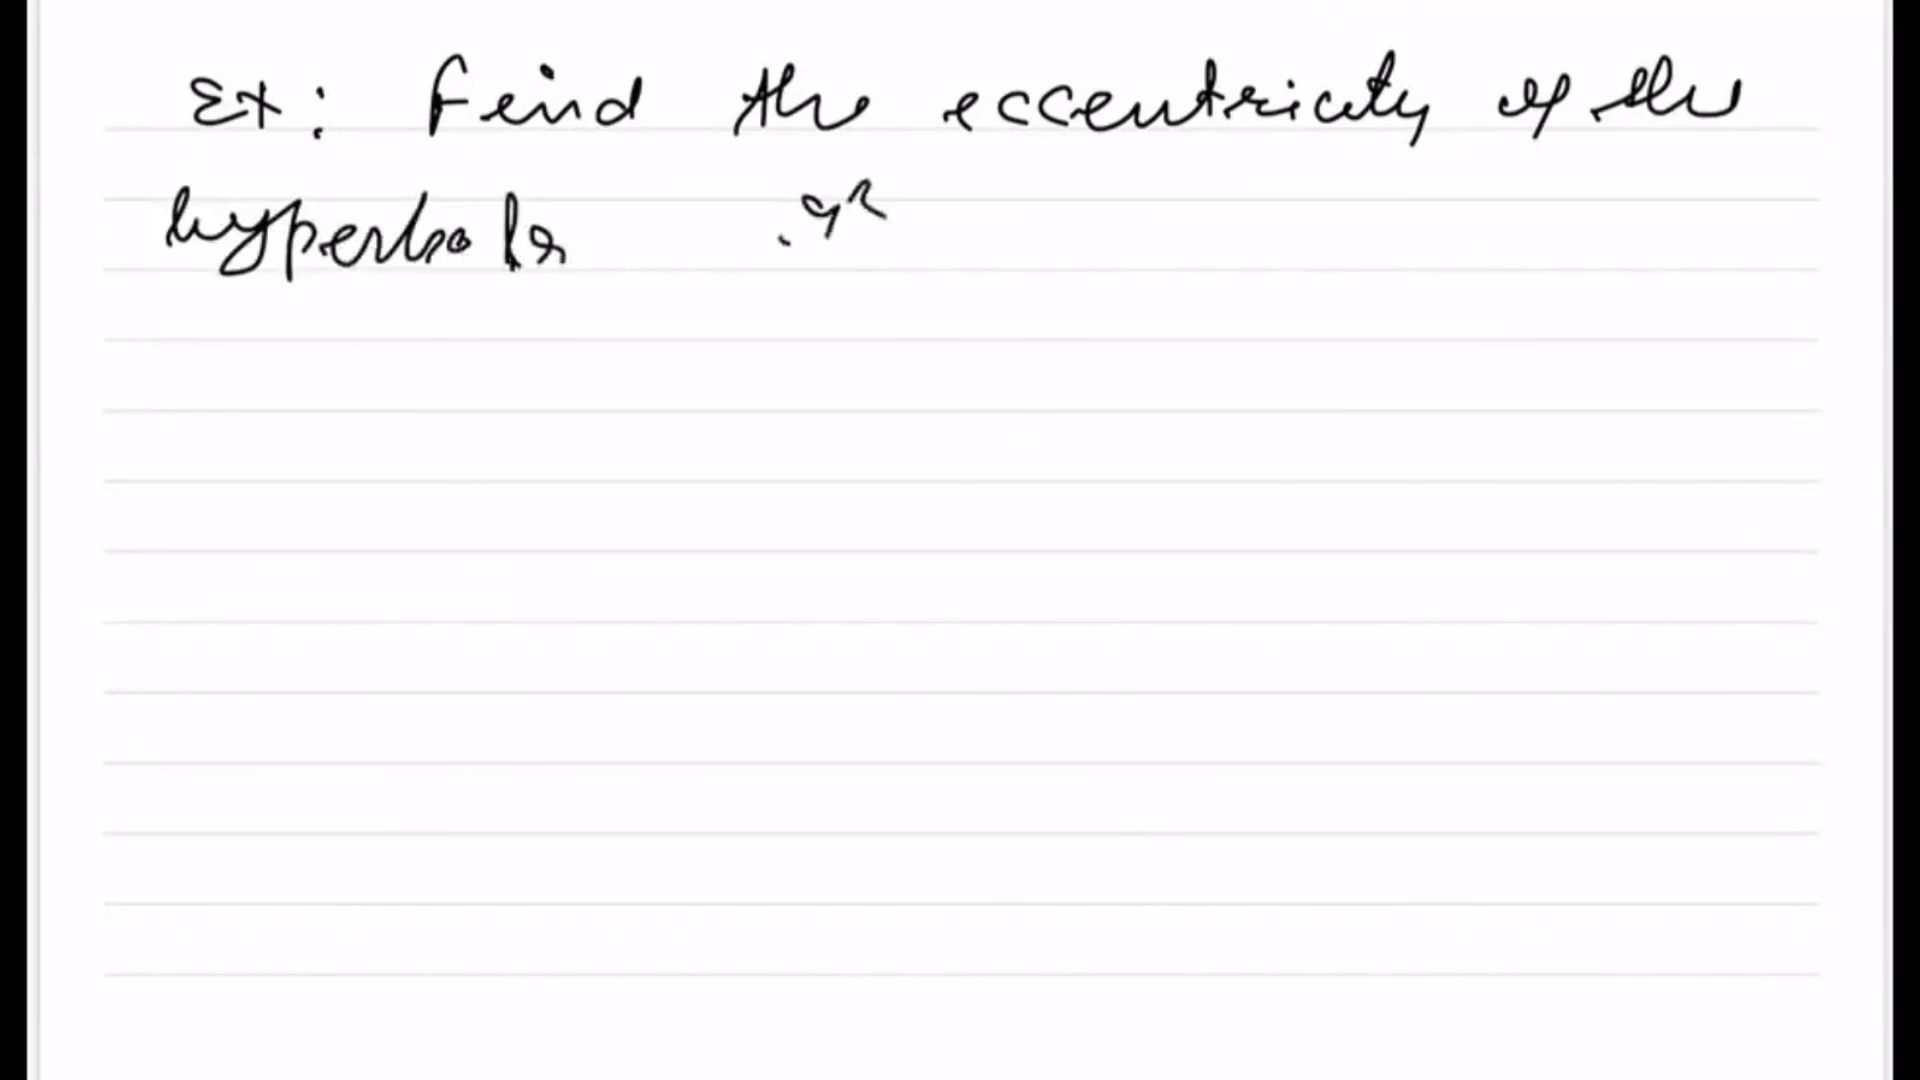 Ex: Find the eccentricity of the
hyperbola